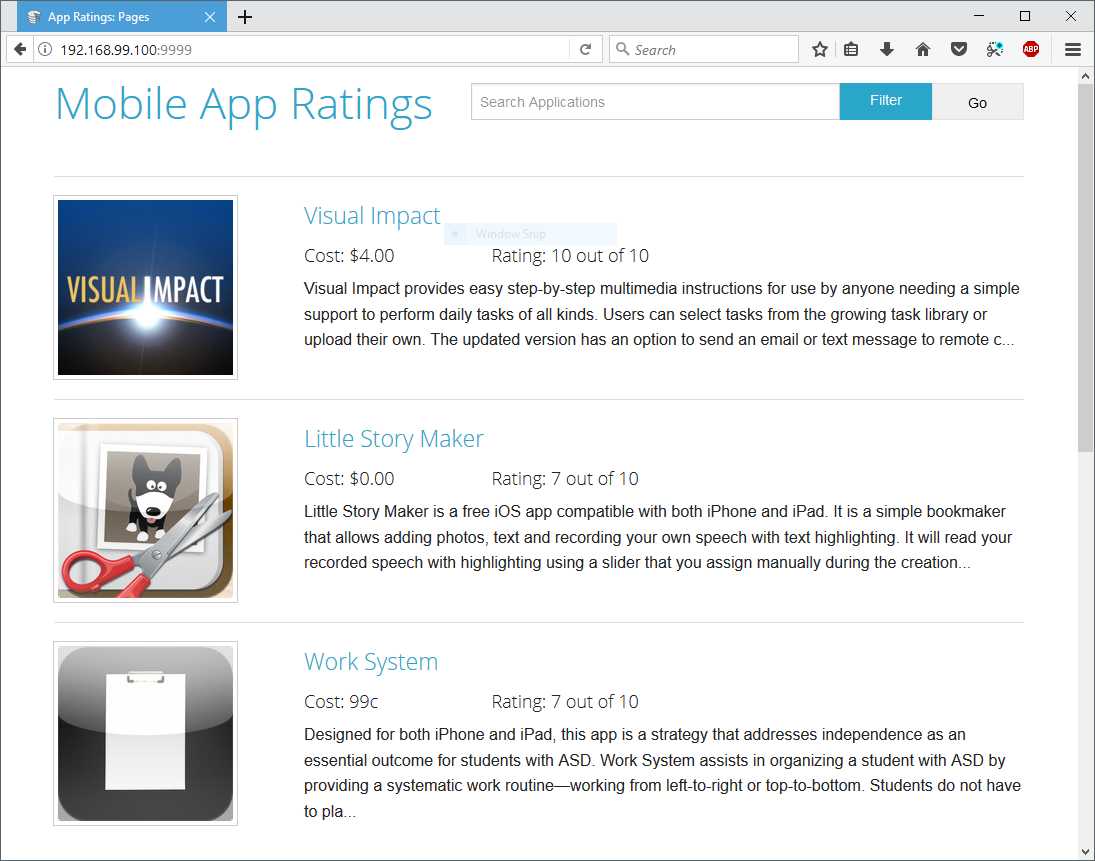 App Ratings: Pages
192.168.99.100:9999
Search
ABP
Mobile App Ratings
Search Applications
Filter
Go
Visual Impact
Window Snip
Cost: $4.00
Rating: 10 out of 10
VISUAL IMPACT
Visual Impact provides easy step-by-step multimedia instructions for use by anyone needing a simple
support to perform daily tasks of all kinds. Users can select tasks from the growing task library or
upload their own. The updated version has an option to send an email or text message to remote c...
Little Story Maker
Cost: $0.00
Rating: 7 out of 10
Little Story Maker is a free iOS app compatible with both iPhone and iPad. It is a simple bookmaker
that allows adding photos, text and recording your own speech with text highlighting. It will read your
recorded speech with highlighting using a slider that you assign manually during the creation...
Work System
Cost: 99c
Rating: 7 out of 10
Designed for both iPhone and iPad, this app is a strategy that addresses independence as an
essential outcome for students with ASD. Work System assists in organizing a student with ASD by
providing a systematic work routine—working from left-to-right or top-to-bottom. Students do not have
to pla...